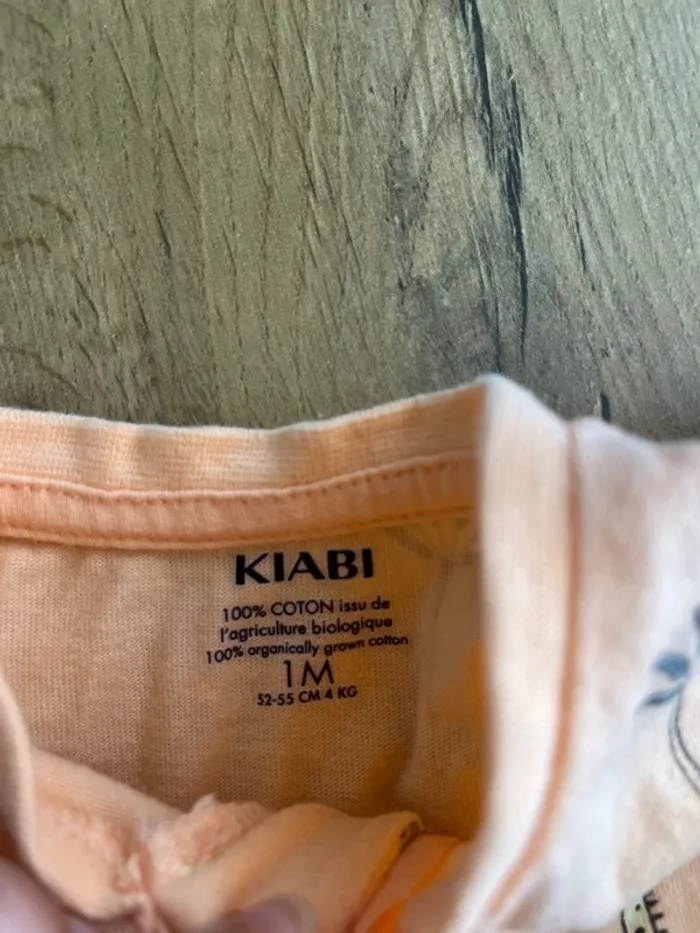 KIABI
100% COTON issu de
l'agriculture biologique
100% organically grown cotton
1M
52-55 CM 4 KG